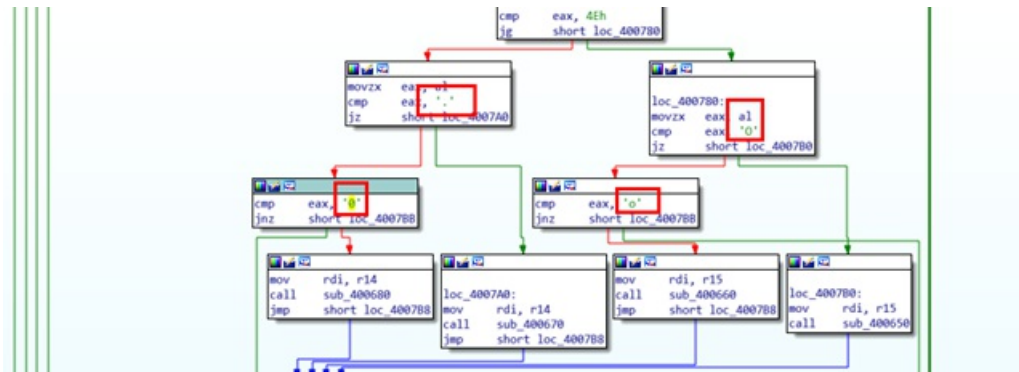 cmp eax, 4Eh
jg short loc_400780
movzx eax, al
cmp eax, '.'
jz short loc_4007A0
loc_400780:
movzx eax, al
cmp eax, 'O'
jz short loc_4007B0
cmp eax, '0'
jnz short loc_4007BB
cmp eax, 'o'
jnz short loc_4007BB
mov rdi, r14
call sub_400680
jmp short loc_4007B8
loc_4007A0:
mov rdi, r14
call sub_400670
jmp short loc_4007B8
mov rdi, r15
call sub_400660
jmp short loc_4007B8
loc_4007B0:
mov rdi, r15
call sub_400650